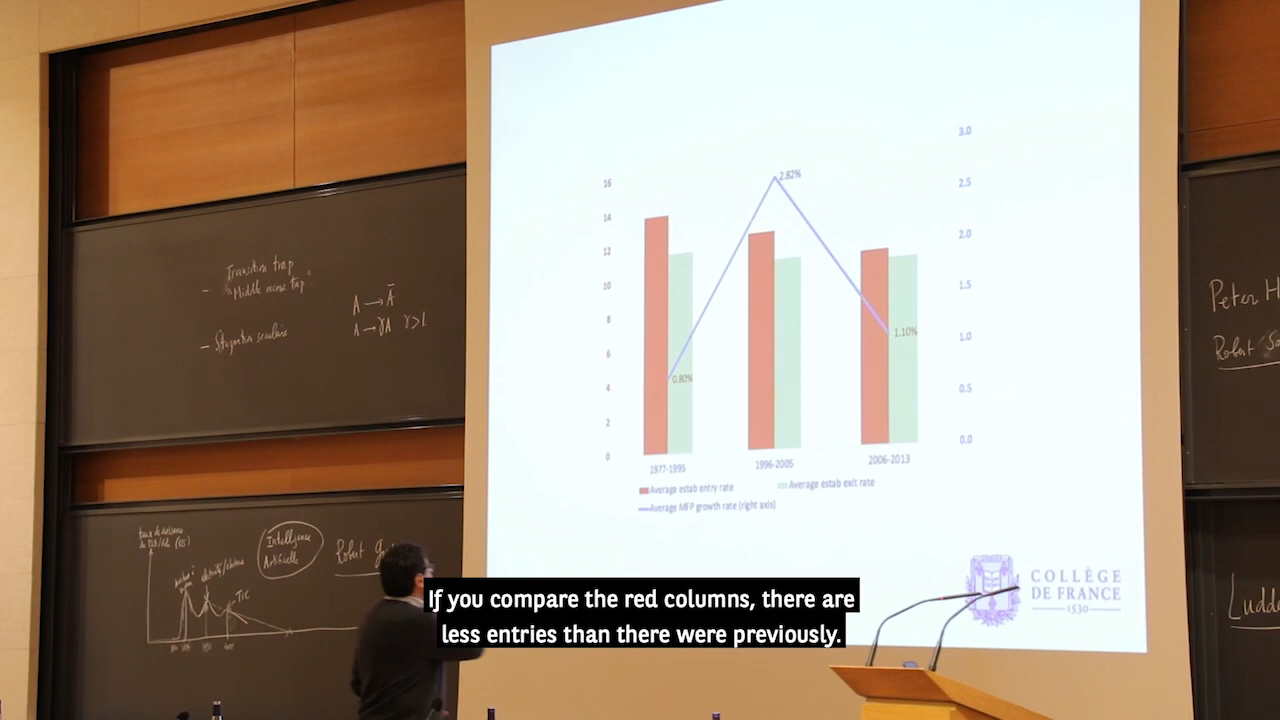 Transition trap
Middle income trap
Stagnation seculaire
A → Ā
A → γA γ>1
Intelligence
Artificielle
Robert
TIC
3.0
2.5
2.0
1.5
1.0
0.5
0.0
16
14
12
10
8
6
4
2
0
2.82%
0.80%
1.10%
1977-1995
1996-2005
2006-2013
Average estab entry rate
Average estab exit rate
Average MFP growth rate (right axis)
COLLÈGE
DE FRANCE
1530
Peter H
Robert So
Ludd
If you compare the red columns, there are
less entries than there were previously.